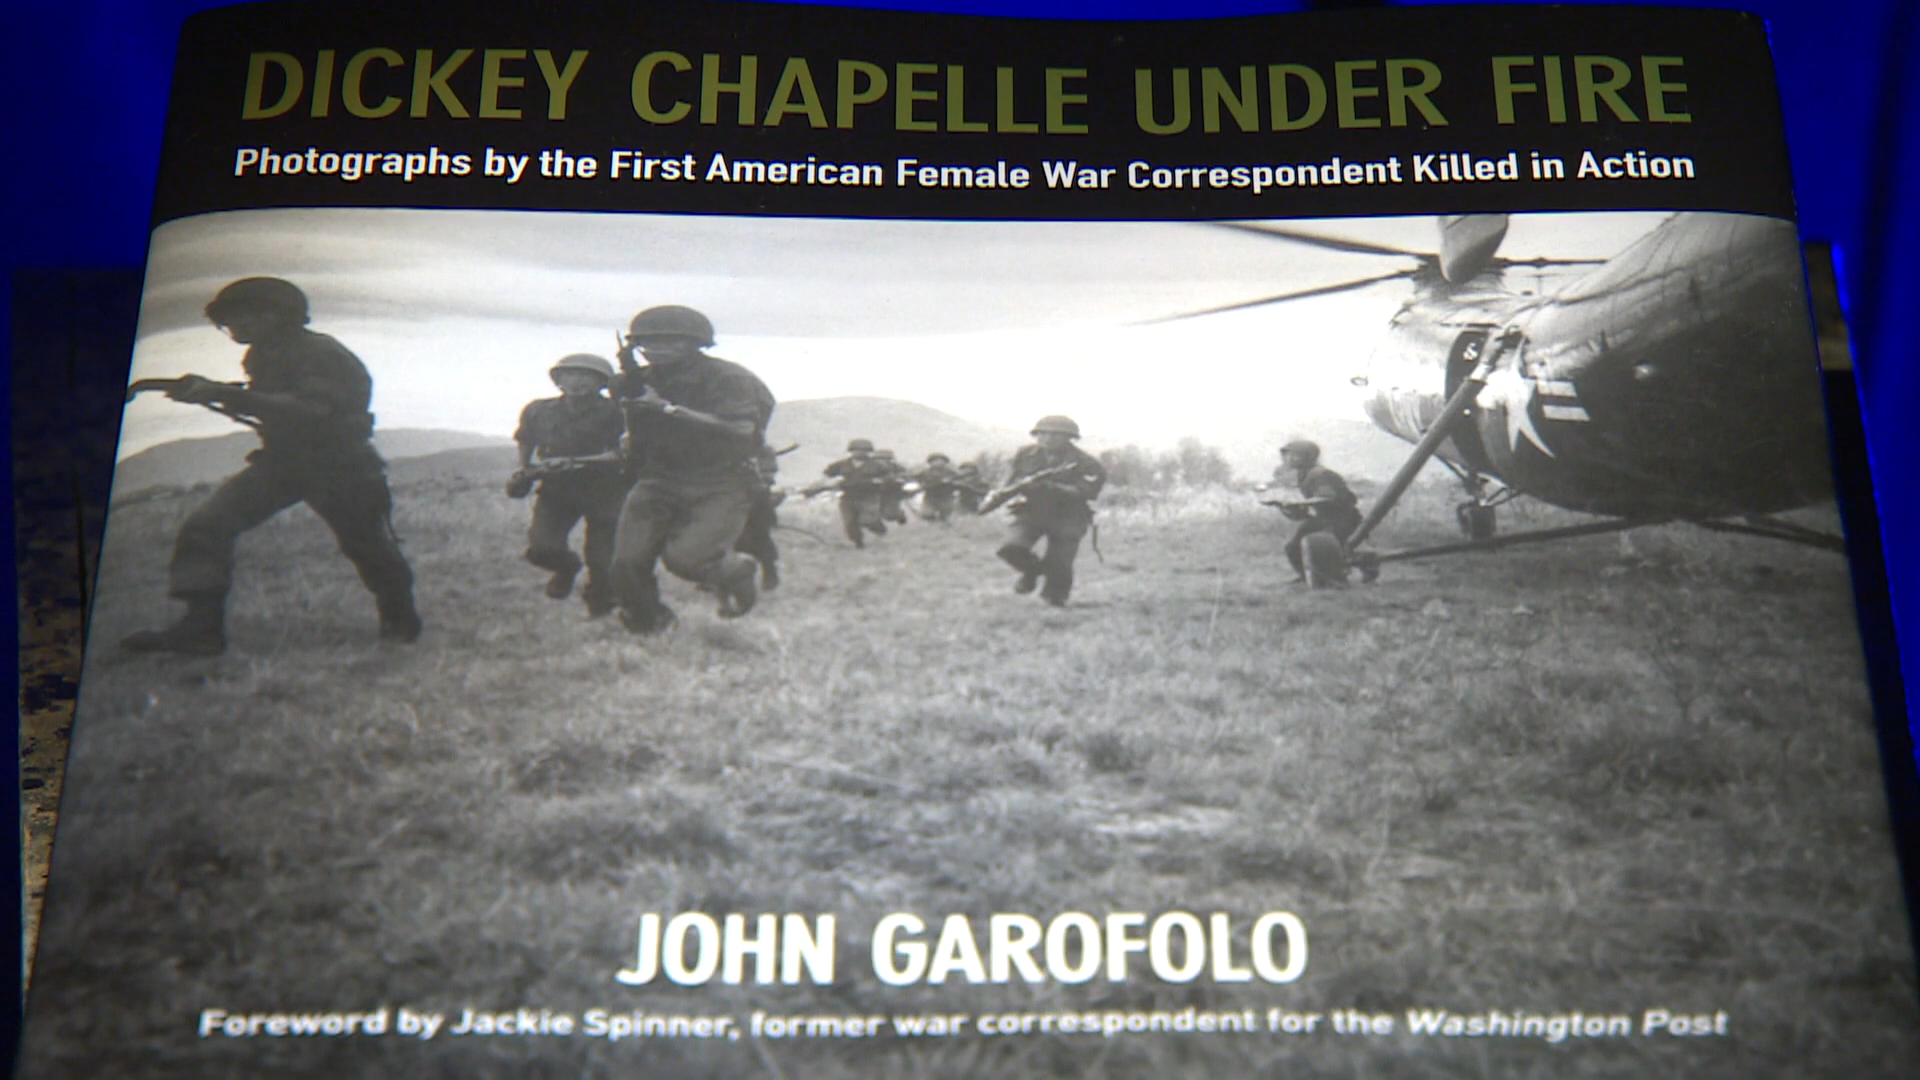 DICKEY CHAPELLE UNDER FIRE
Photographs by the First American Female War Correspondent Killed in Action
JOHN GAROFOLO
Foreword by Jackie Spinner, former war correspondent for the Washington Post